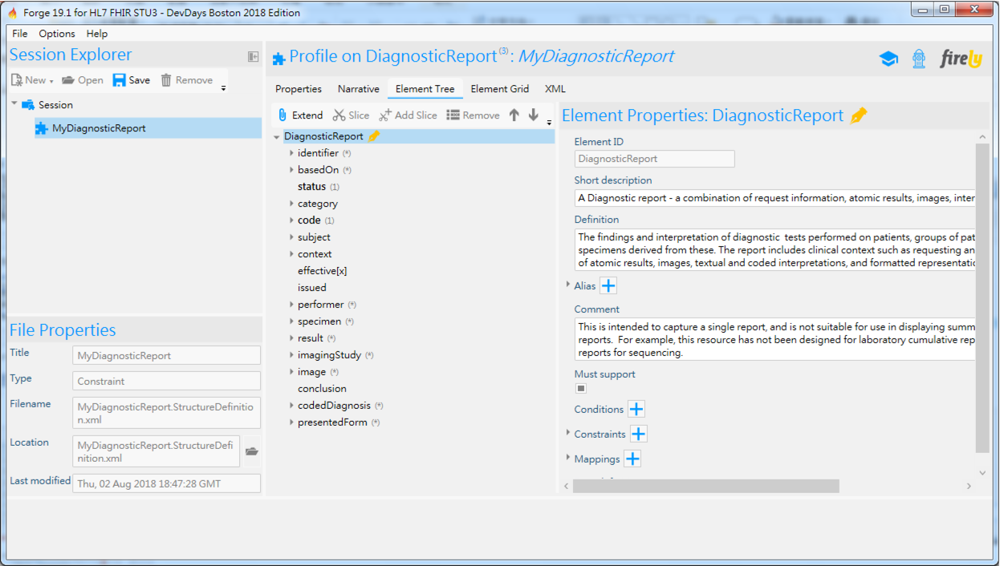 Forge 19.1 for HL7 FHIR STU3 - DevDays Boston 2018 Edition
File Options Help
Session Explorer
New Open Save Remove
Session
MyDiagnosticReport
File Properties
Title MyDiagnosticReport
Type Constraint
Filename MyDiagnosticReport.StructureDefinitio
n.xml
Location MyDiagnosticReport.StructureDefi
nition.xml
Last modified Thu, 02 Aug 2018 18:47:28 GMT
Profile on DiagnosticReport(3): MyDiagnosticReport
firely
Properties Narrative Element Tree Element Grid XML
Extend Slice Add Slice Remove
DiagnosticReport
identifier (*)
basedOn (*)
status (1)
category
code (1)
subject
context
effective[x]
issued
performer (*)
specimen (*)
result (*)
imagingStudy (*)
image (*)
conclusion
codedDiagnosis (*)
presentedForm (*)
Element Properties: DiagnosticReport
Element ID
DiagnosticReport
Short description
A Diagnostic report - a combination of request information, atomic results, images, inter
Definition
The findings and interpretation of diagnostic tests performed on patients, groups of pat
specimens derived from these. The report includes clinical context such as requesting an
of atomic results, images, textual and coded interpretations, and formatted representatio
Alias
Comment
This is intended to capture a single report, and is not suitable for use in displaying summ
reports. For example, this resource has not been designed for laboratory cumulative rep
reports for sequencing.
Must support
Conditions
Constraints
Mappings